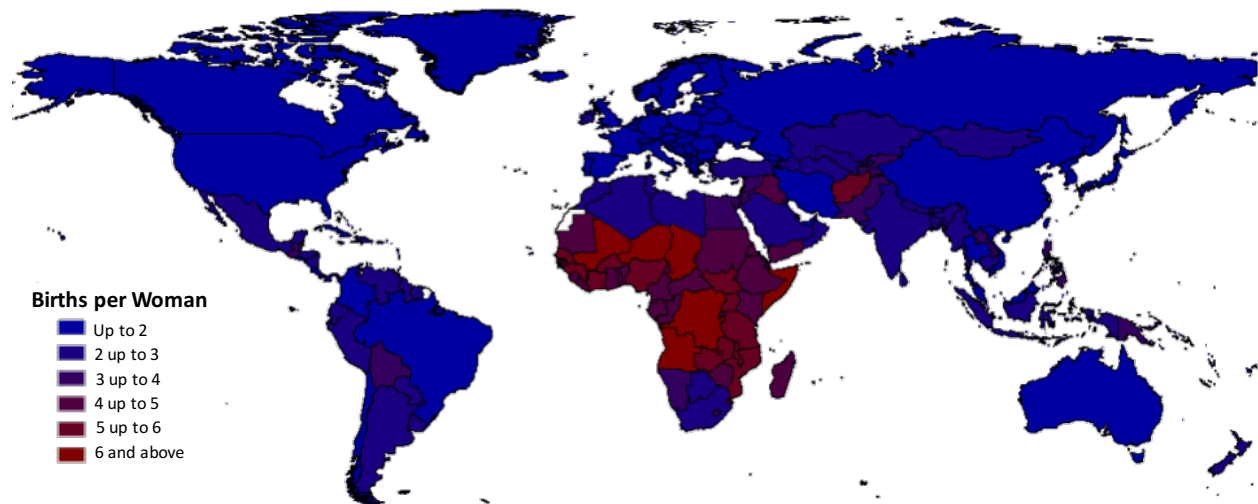 Births per Woman
Up to 2
2 up to 3
3 up to 4
4 up to 5
5 up to 6
6 and above